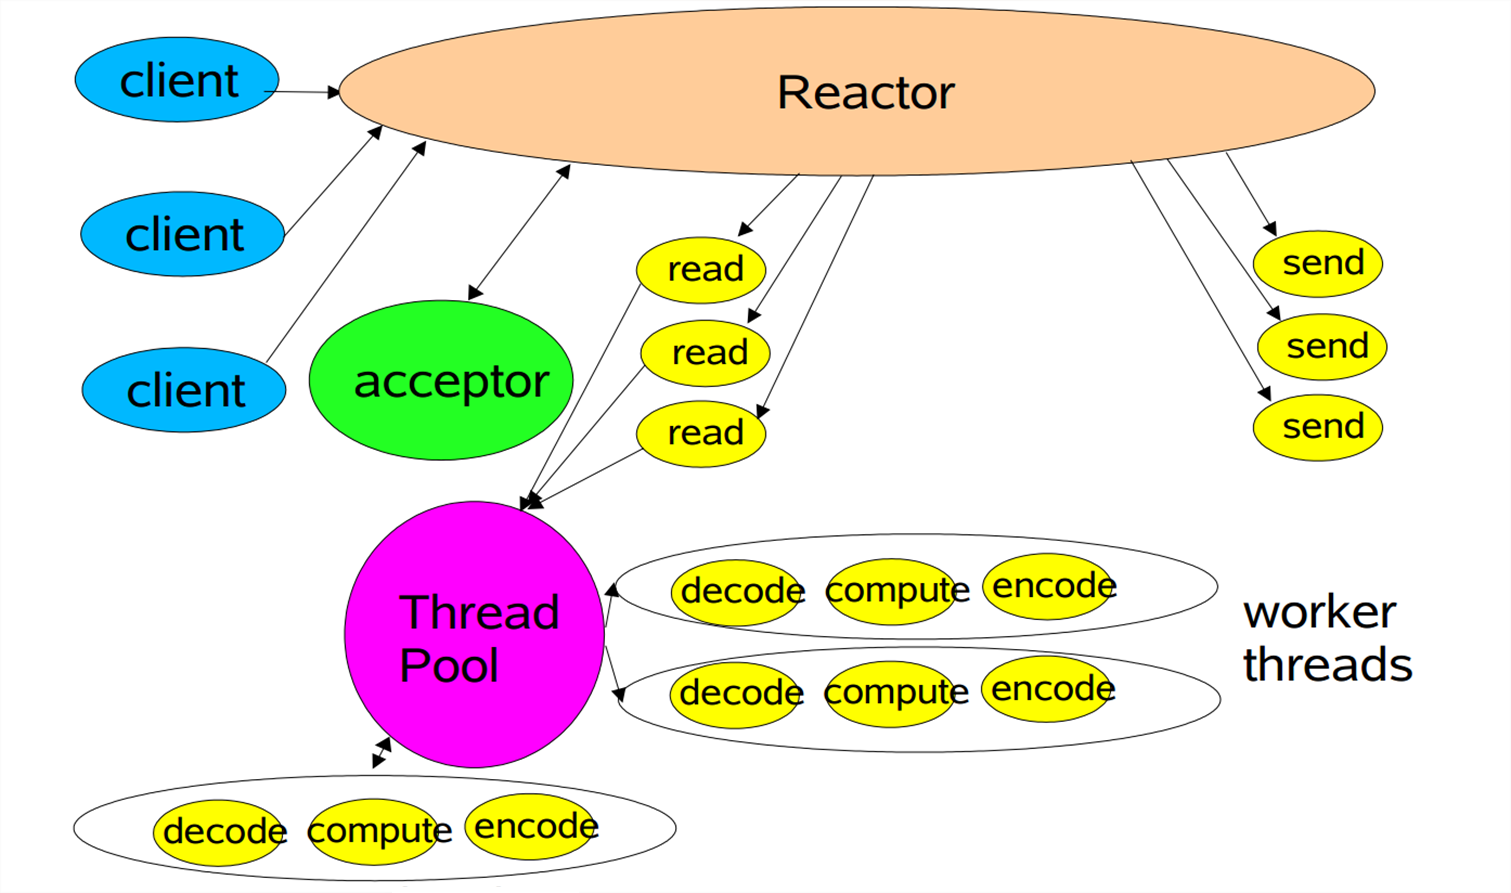 client
Reactor
client
client
acceptor
read
read
read
send
send
send
Thread
Pool
decode compute encode
decode compute encode
worker
threads
decode compute encode